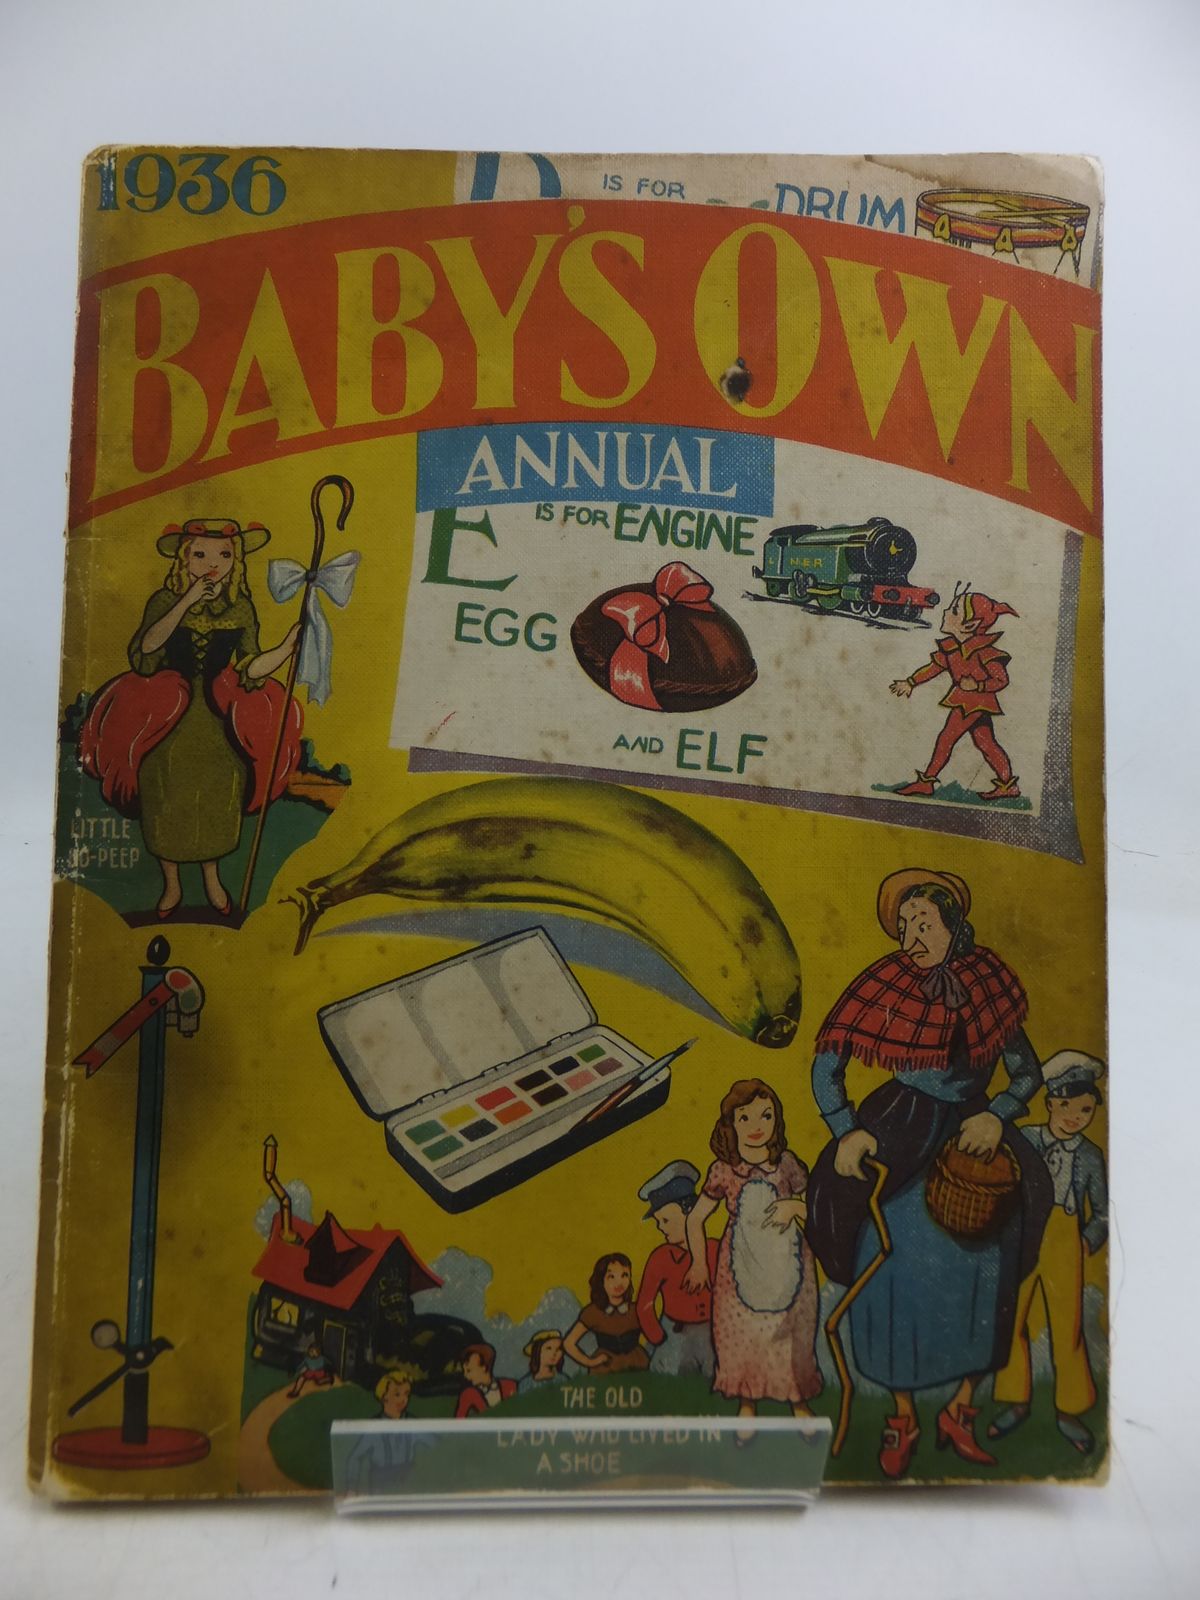 1936
D IS FOR DRUM
BABY'S OWN
ANNUAL
E IS FOR ENGINE
L NER
EGG
AND ELF
LITTLE
BO-PEEP
THE OLD
LADY WHO LIVED IN
A SHOE